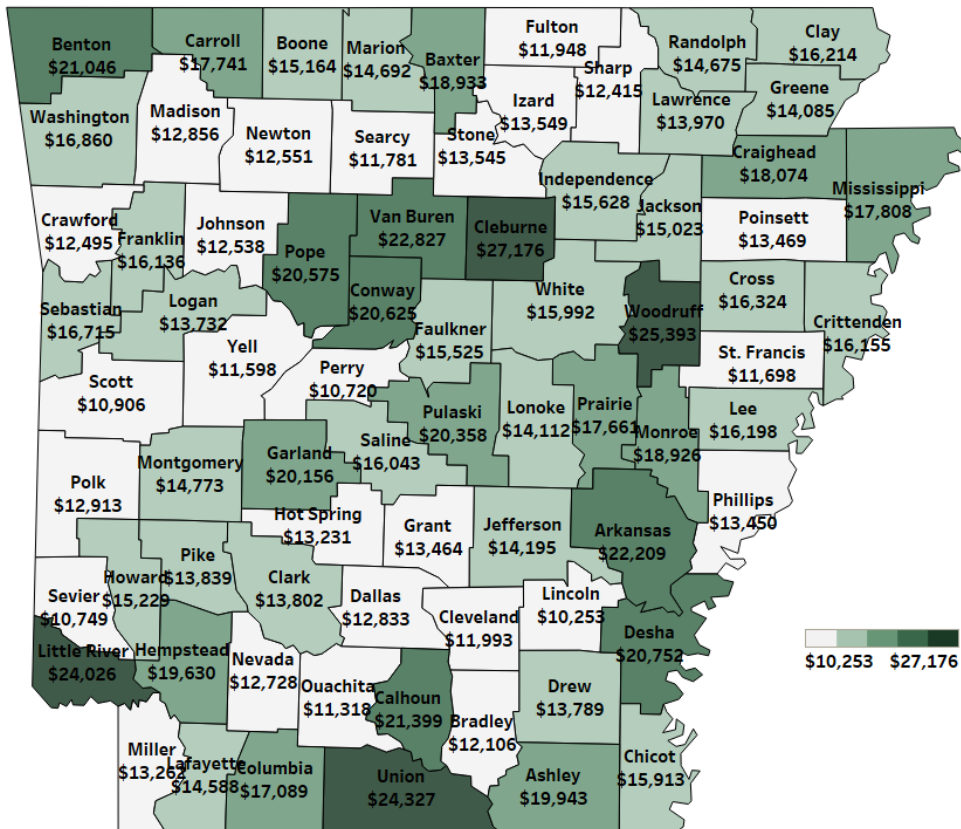 Benton
$21,046
Carroll
$17,741
Boone
$15,164
Marion
$14,692
Baxter
$18,933
Fulton
$11,948
Sharp
$12,415
Randolph
$14,675
Clay
$16,214
Washington
$16,860
Madison
$12,856
Newton
$12,551
Searcy
$11,781
Stone
$13,545
Izard
$13,549
Lawrence
$13,970
Greene
$14,085
Independence
$15,628
Jackson
$15,023
Craighead
$18,074
Mississippi
$17,808
Crawford
$12,495
Franklin
$16,136
Johnson
$12,538
Pope
$20,575
Van Buren
$22,827
Cleburne
$27,176
Poinsett
$13,469
Sebastian
$16,715
Logan
$13,732
Conway
$20,625
Faulkner
$15,525
White
$15,992
Woodruff
$25,393
Cross
$16,324
Crittenden
$16,155
Scott
$10,906
Yell
$11,598
Perry
$10,720
St. Francis
$11,698
Pulaski
$20,358
Lonoke
$14,112
Prairie
$17,661
Monroe
$18,926
Lee
$16,198
Polk
$12,913
Montgomery
$14,773
Garland
$20,156
Saline
$16,043
Phillips
$13,450
Hot Spring
$13,231
Grant
$13,464
Jefferson
$14,195
Arkansas
$22,209
Sevier
$10,749
Howard
$15,229
Pike
$13,839
Clark
$13,802
Dallas
$12,833
Cleveland
$11,993
Lincoln
$10,253
Desha
$20,752
Little River
$24,026
Hempstead
$19,630
Nevada
$12,728
Ouachita
$11,318
Calhoun
$21,399
Bradley
$12,106
Drew
$13,789
Miller
$13,262
Lafayette
$14,588
Columbia
$17,089
Union
$24,327
Ashley
$19,943
Chicot
$15,913
$10,253 $27,176